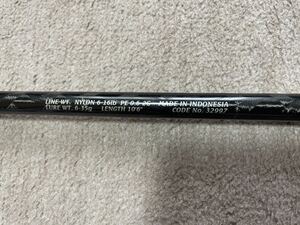 LINE-WT. NYLON 6-16lb PE 0.6-2G MADE IN INDONESIA
LURE WT. 6-35g LENGTH 10'6" CODE No. 32997